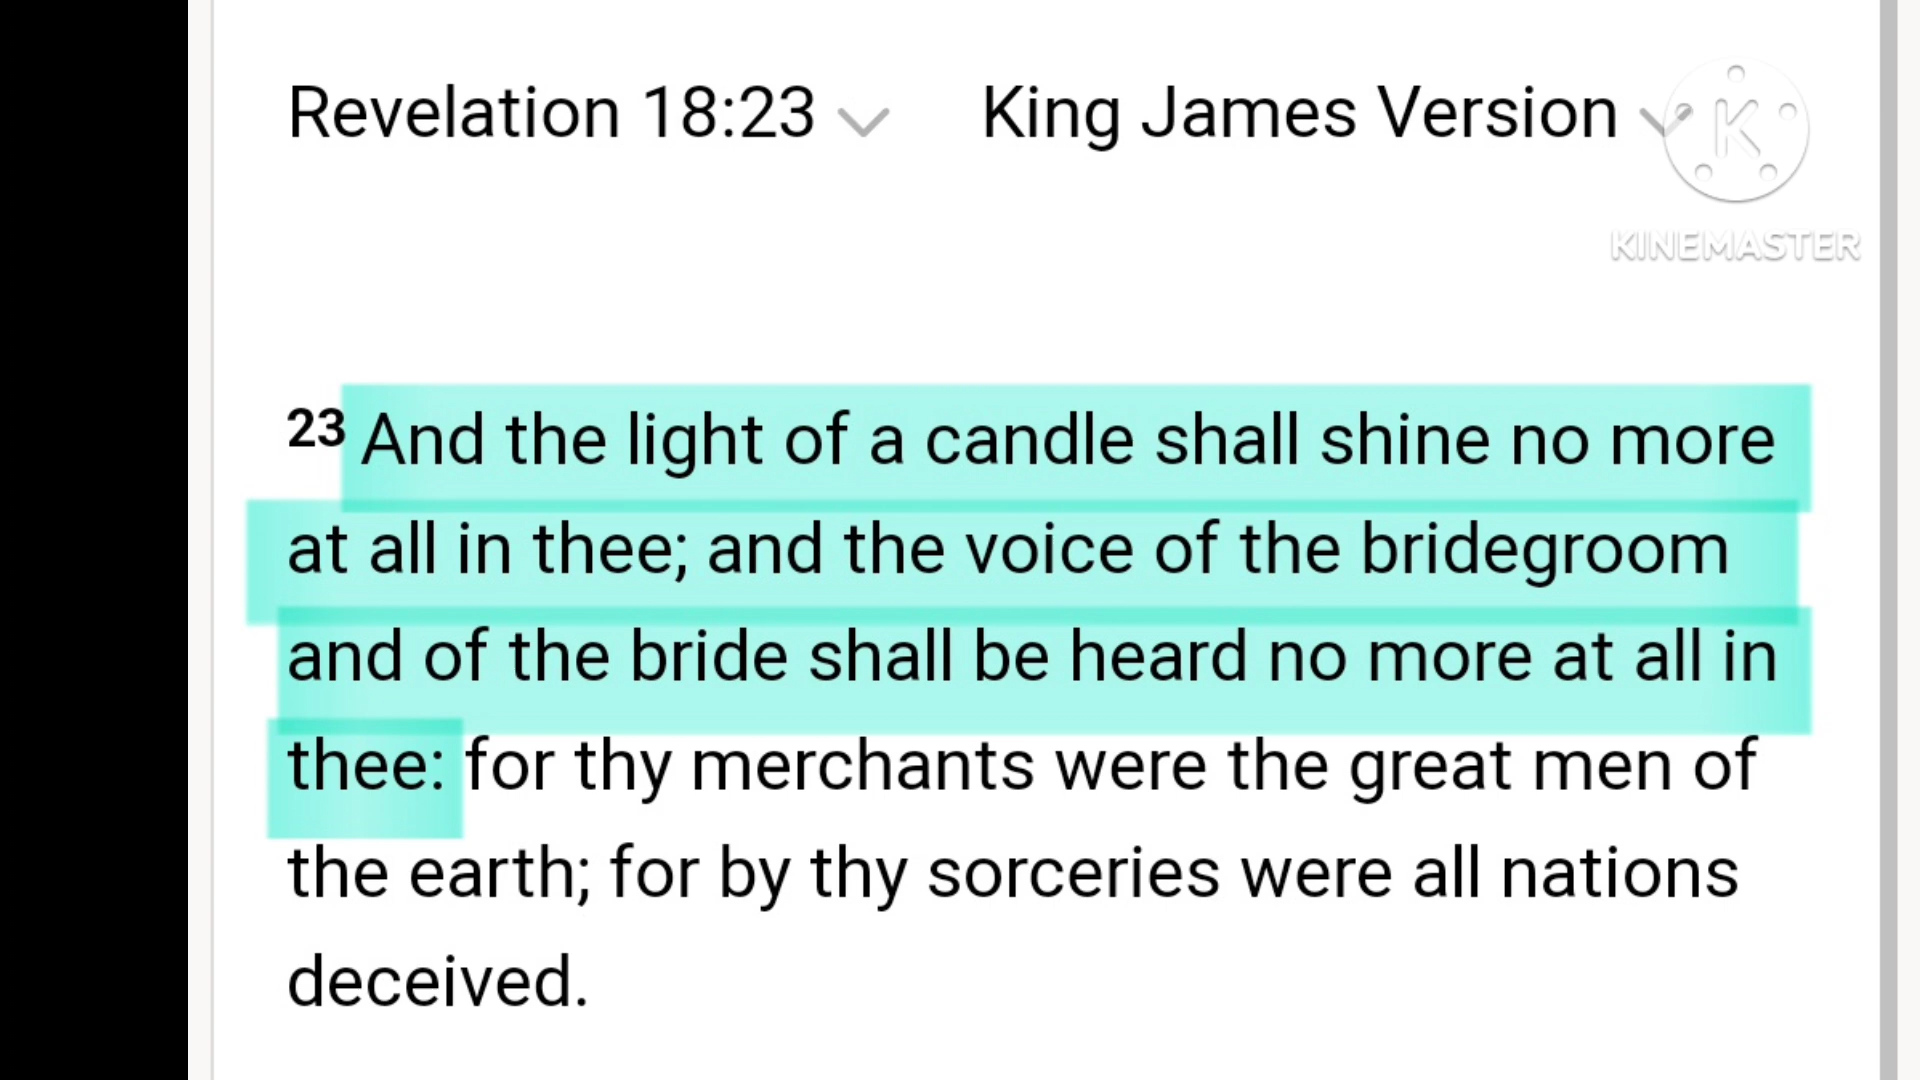 Revelation 18:23 King James Version
K
KINEMASTER
23 And the light of a candle shall shine no more
at all in thee; and the voice of the bridegroom
and of the bride shall be heard no more at all in
thee: for thy merchants were the great men of
the earth; for by thy sorceries were all nations
deceived.